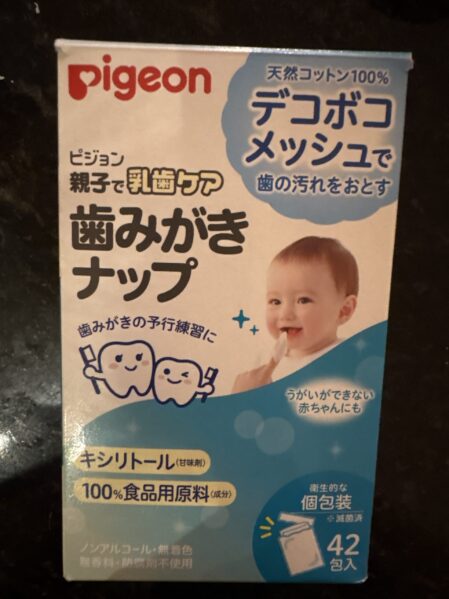 Pigeon
天然コットン100%
デコボコ
メッシュで
歯の汚れをおとす
ピジョン
親子で乳歯ケア
歯みがき
ナップ
歯みがきの予行練習に
うがいができない
赤ちゃんにも
キシリトール(甘味剤)
100%食品用原料(成分)
衛生的な
個包装
※滅菌済
42
包入
ノンアルコール・無着色
無香料・防腐剤不使用